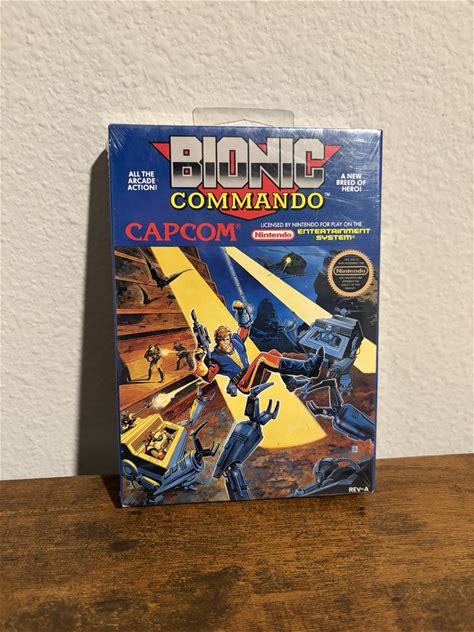 BIONIC
COMMANDO™
ALL THE
ARCADE
ACTION!
A NEW
BREED OF
HERO!
CAPCOM
LICENSED BY NINTENDO FOR PLAY ON THE
Nintendo ENTERTAINMENT
SYSTEM®
Nintendo
REV-A